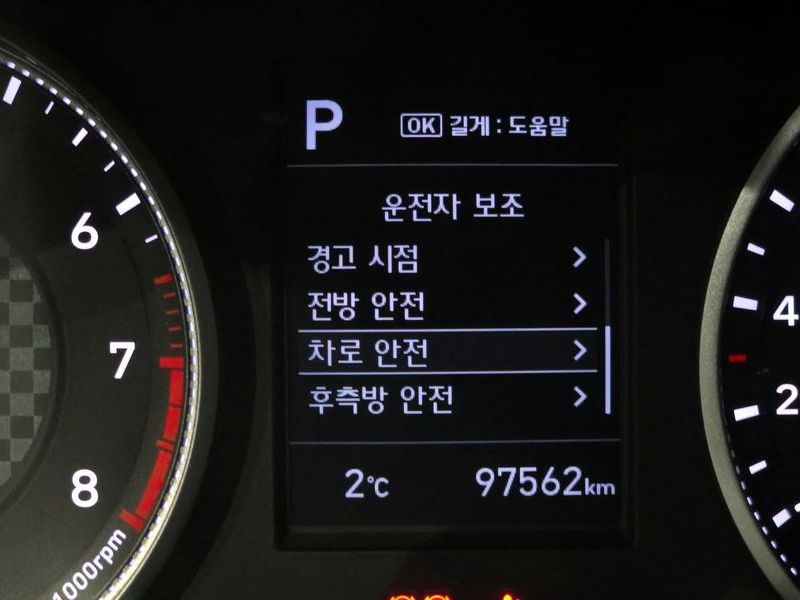 P
OK 길게 : 도움말
운전자 보조
경고 시점 >
전방 안전 >
차로 안전 >
후측방 안전 >
2℃ 97562km
6
7
8
1000rpm
4
2